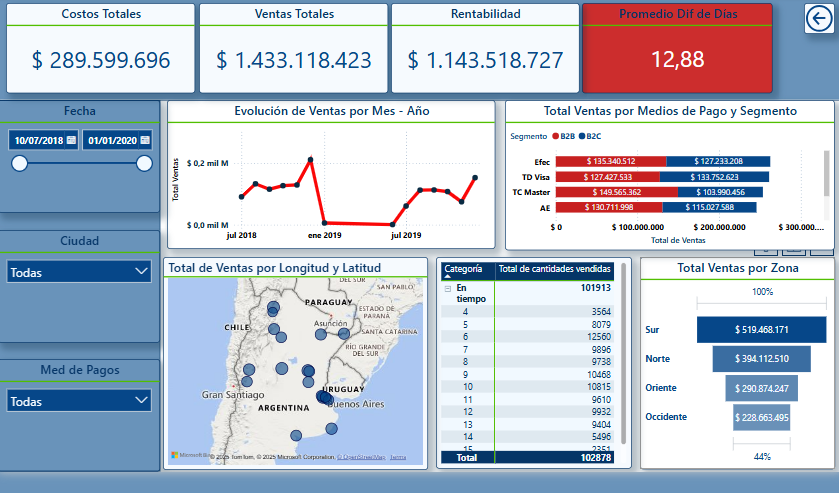 Costos Totales
$ 289.599.696
Ventas Totales
$ 1.433.118.423
Rentabilidad
$ 1.143.518.727
Promedio Dif de Días
12,88
Fecha
10/07/2018
01/01/2020
Ciudad
Todas
Med de Pagos
Todas
Evolución de Ventas por Mes - Año
Total Ventas
$ 0,2 mil M
$ 0,0 mil M
jul 2018
ene 2019
jul 2019
Total Ventas por Medios de Pago y Segmento
Segmento B2B B2C
Efec $ 135.340.512 $ 127.233.208
TD Visa $ 127.427.533 $ 133.752.623
TC Master $ 149.565.362 $ 103.990.456
AE $ 130.711.998 $ 115.027.588
$ 0 $ 100.000.000 $ 200.000.000 $ 300.000....
Total de Ventas
Total de Ventas por Longitud y Latitud
DEL SUR
SAN PABLO
PARAGUAY
ESTADO DE
PARANÁ
CHILE
Asunción
SANTA CATARINA
RÍO GRANDE
DEL SUR
URUGUAY
Gran Santiago
Buenos Aires
ARGENTINA
© 2025 TomTom, © 2025 Microsoft Corporation, © OpenStreetMap Terms
Categoría Total de cantidades vendidas
En tiempo 101913
4 3564
5 8079
6 12560
7 9896
8 9738
9 10468
10 10815
11 9610
12 9932
13 9404
14 5496
15 2351
Total 102878
Total Ventas por Zona
100%
Sur $ 519.468.171
Norte $ 394.112.510
Oriente $ 290.874.247
Occidente $ 228.663.495
44%